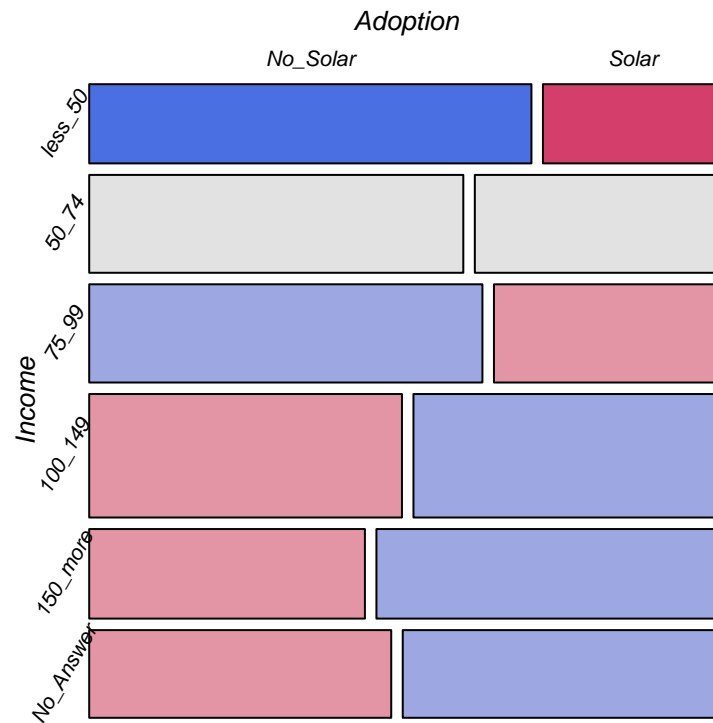 Adoption
No_Solar Solar
less_50
50_74
75_99
Income
100_149
150_more
No_Answer